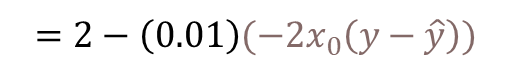 = 2 − (0.01)(−2x₀(y − ŷ))